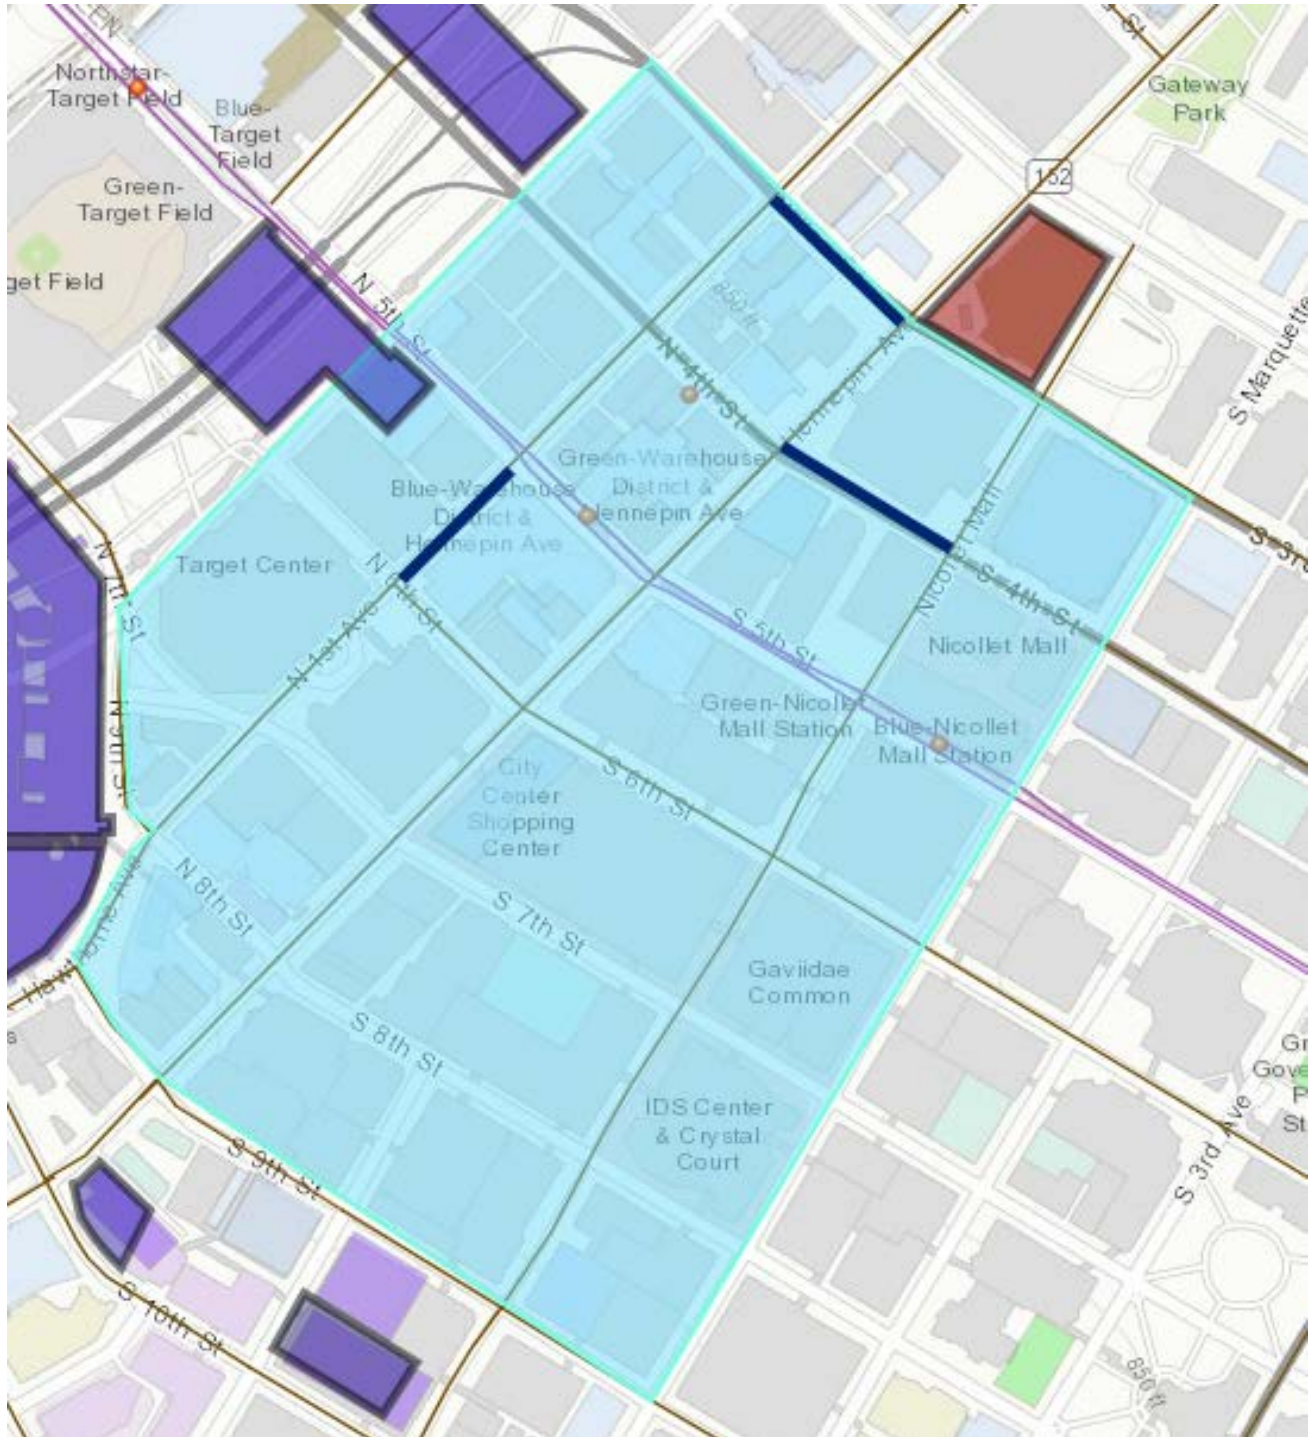 Northstar-
Target Field
Blue-
Target
Field
Green-
Target Field
get Field
Gateway
Park
152
N 5th St
850 ft
N 4th St
Hennepin Ave
S Marquette
Green-Warehouse
District &
Hennepin Ave
Blue-Warehouse
District &
Hennepin Ave
Target Center
N 7th St
N 6th St
N 1st Ave
Nicollet Mall
S 3rd
S 4th St
S 5th St
Nicollet Mall
Green-Nicollet
Mall Station
Blue-Nicollet
Mall Station
N 9th St
City
Center
Shopping
Center
S 6th St
N 8th St
Hawthorne Ave
S 7th St
Gaviidae
Common
S 8th St
IDS Center
& Crystal
Court
S 3rd Ave
S 9th St
S 10th St
850 ft